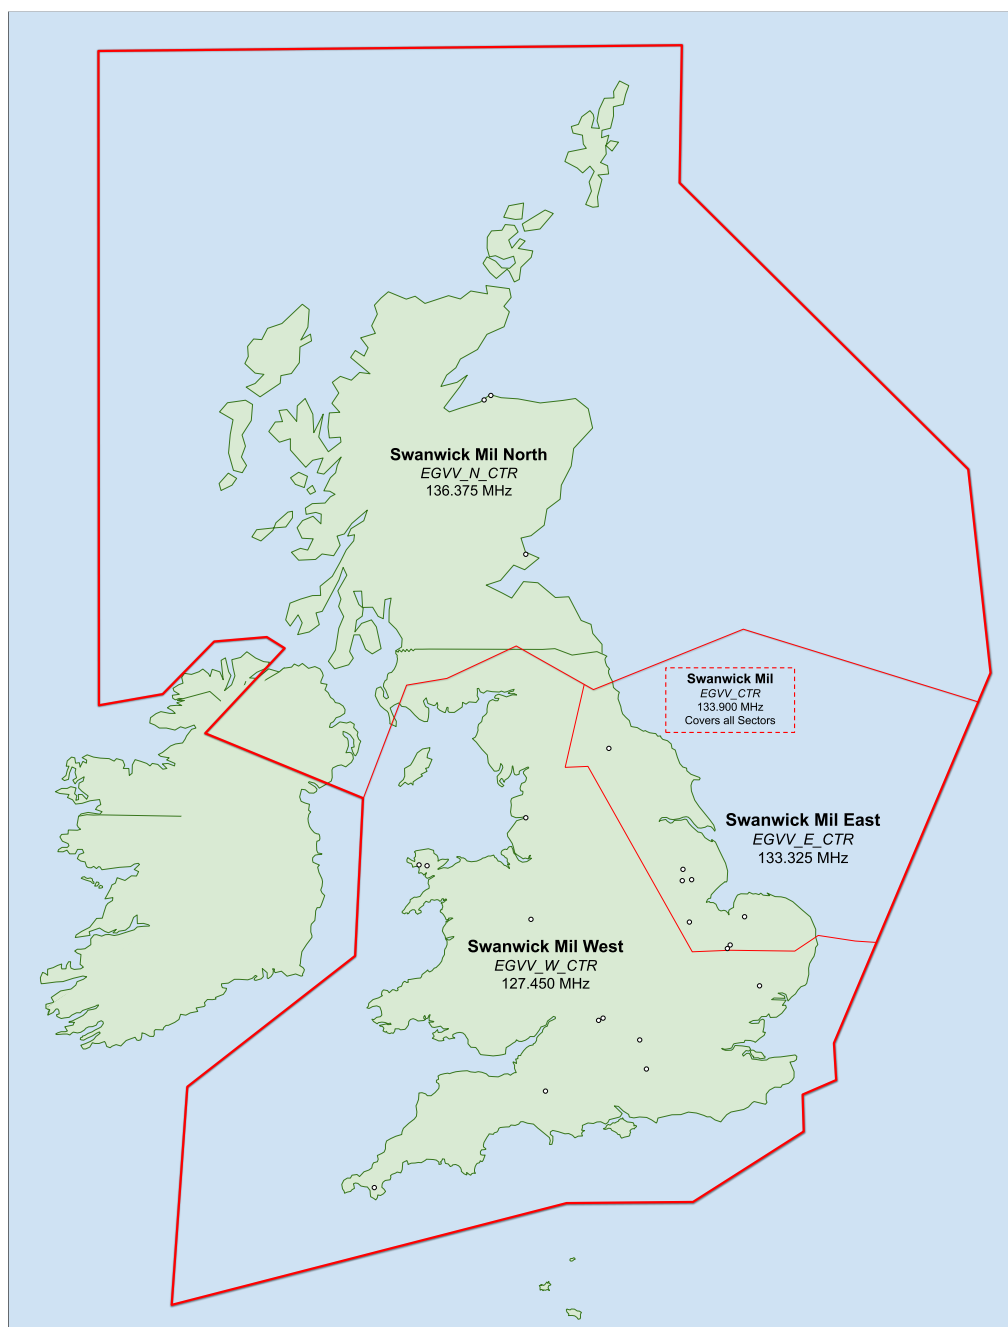 Swanwick Mil North
EGVV_N_CTR
136.375 MHz
Swanwick Mil
EGVV_CTR
133.900 MHz
Covers all Sectors
Swanwick Mil East
EGVV_E_CTR
133.325 MHz
Swanwick Mil West
EGVV_W_CTR
127.450 MHz